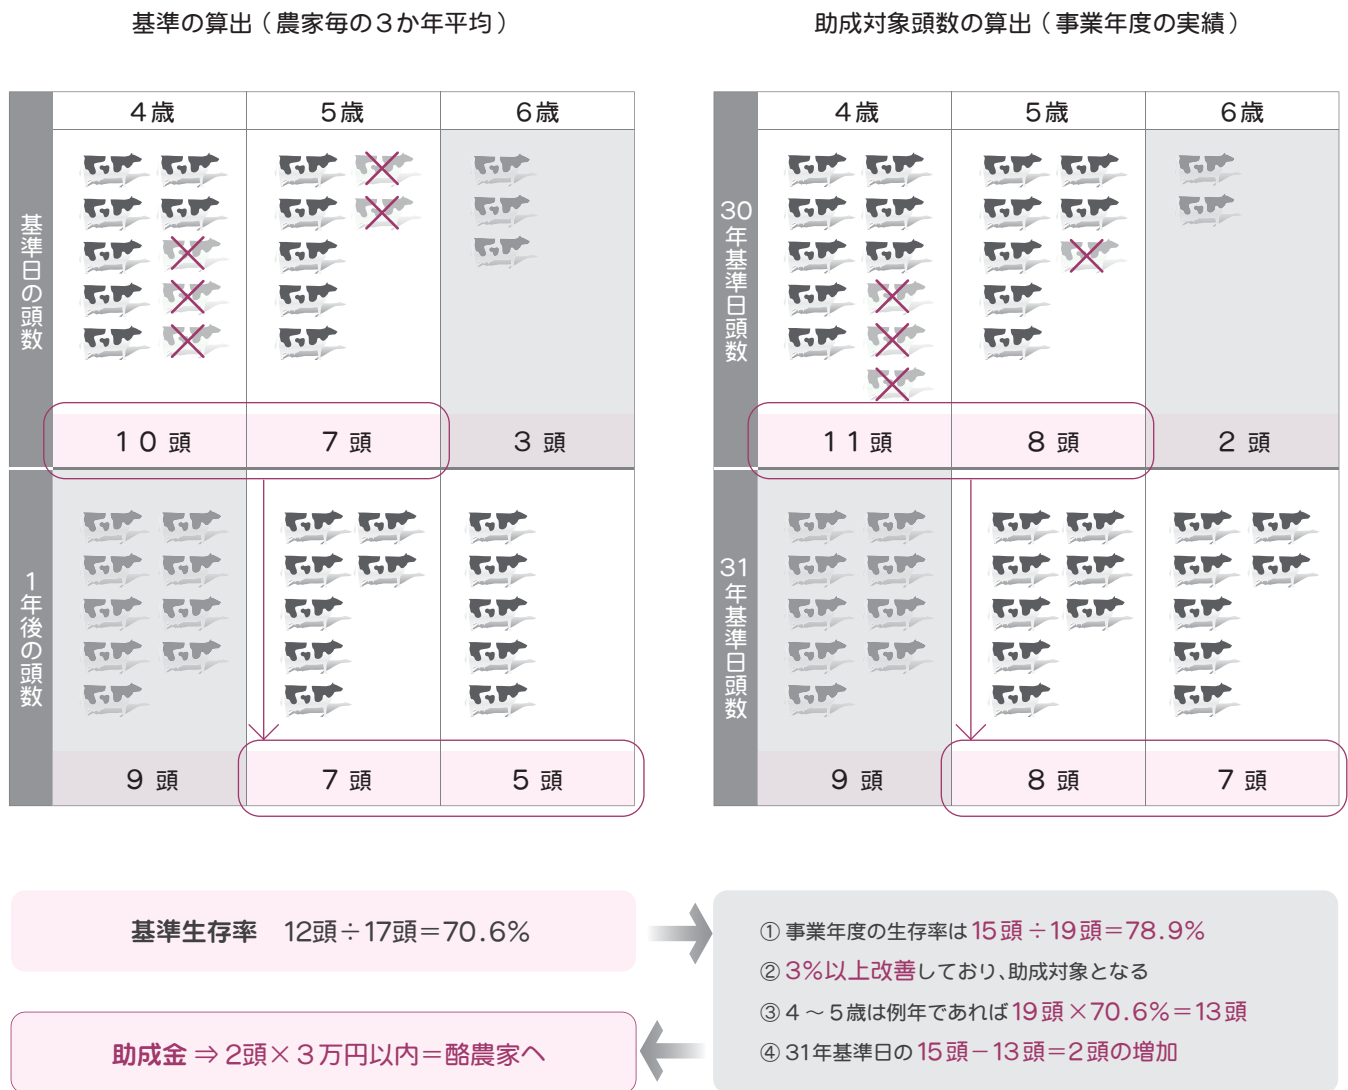 基準の算出（農家毎の３か年平均）
４歳
５歳
６歳
基準日の頭数
１０ 頭
７ 頭
３ 頭
１年後の頭数
９ 頭
７ 頭
５ 頭
助成対象頭数の算出（事業年度の実績）
４歳
５歳
６歳
30年基準日頭数
１１頭
８ 頭
２ 頭
31年基準日頭数
９ 頭
８ 頭
７ 頭
基準生存率　12頭÷17頭＝70.6%
① 事業年度の生存率は15頭÷19頭＝78.9%
② 3%以上改善しており、助成対象となる
③ ４～５歳は例年であれば19頭×70.6%＝13頭
④ 31年基準日の15頭－13頭＝2頭の増加
助成金 ⇒ 2頭×３万円以内＝酪農家へ